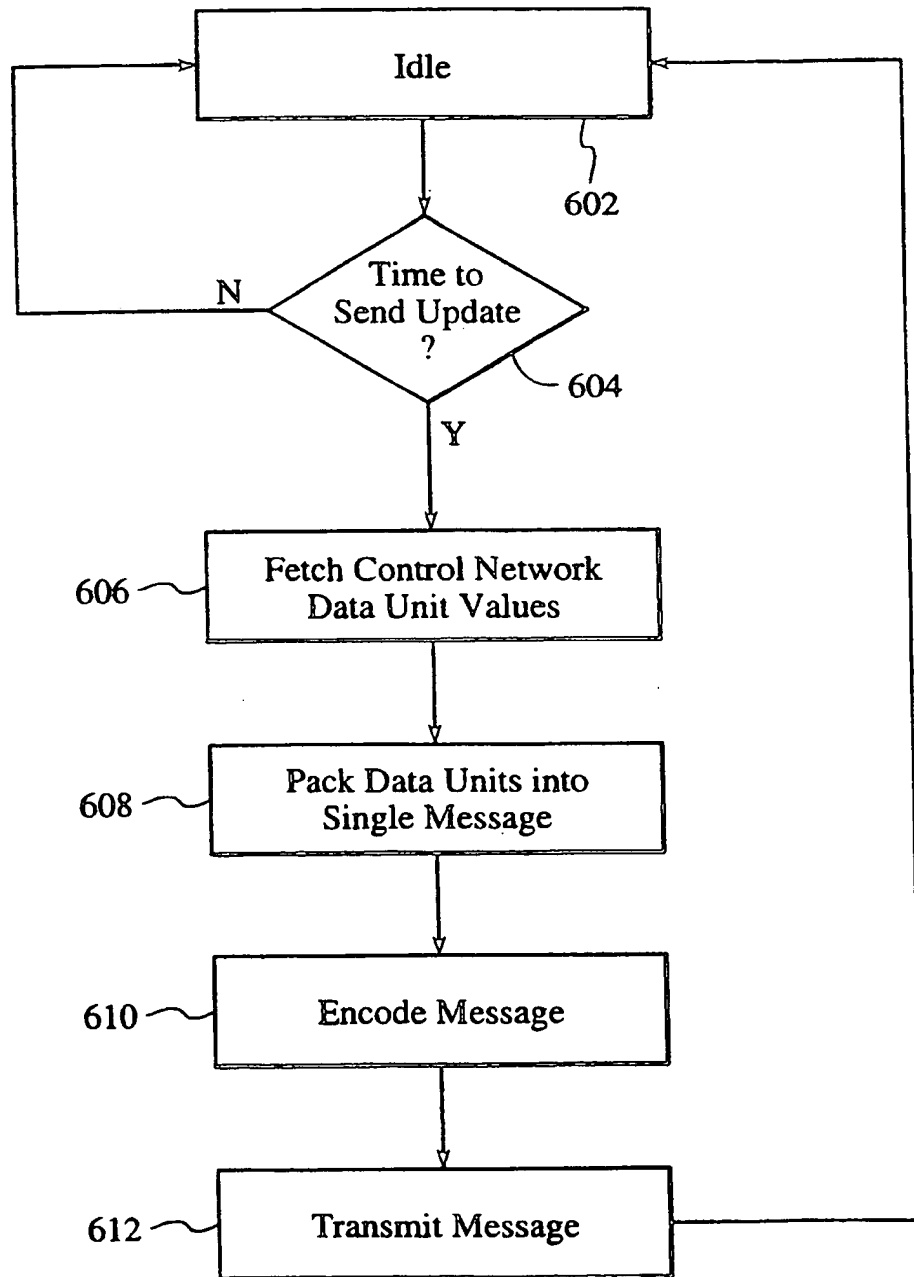 Idle
602
Time to
Send Update
?
604
N
Y
Fetch Control Network
Data Unit Values
606
Pack Data Units into
Single Message
608
Encode Message
610
Transmit Message
612